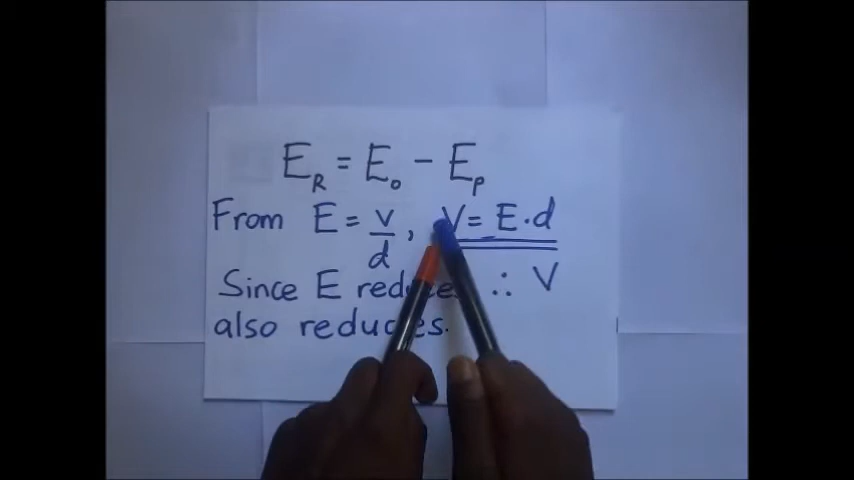 E_R = E_o - E_p
From E = v/d, V = E.d
Since E reduces ∴ V
also reduces.